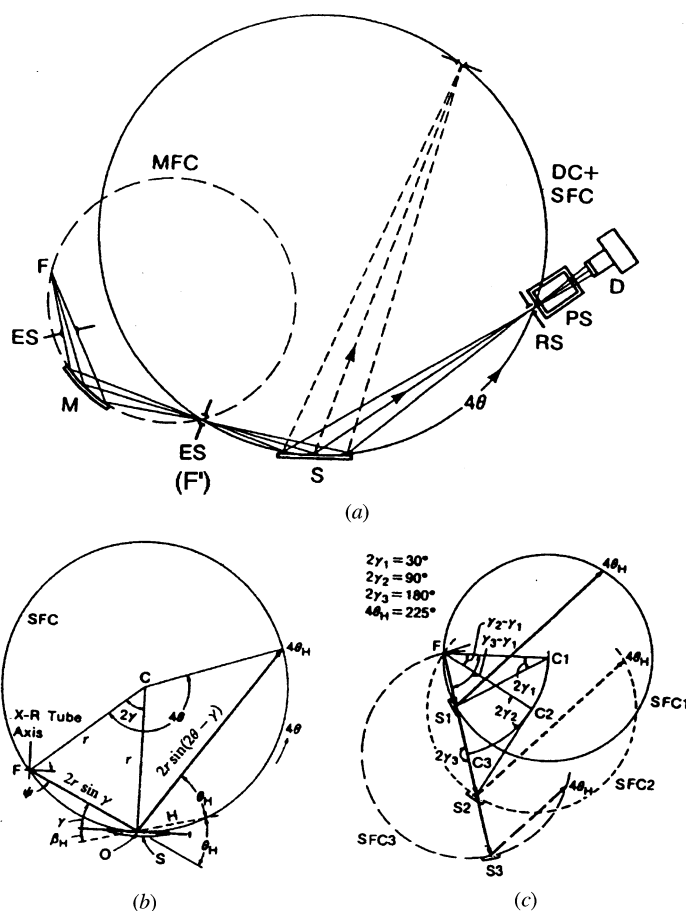 MFC
DC+
SFC
F
D
ES
PS
RS
M
4θ
ES
(F')
S
(a)
2γ₁ = 30°
2γ₂ = 90°
2γ₃ = 180°
4θH = 225°
4θH
SFC
γ₂-γ₁
γ₃-γ₁
4θH
F
C1
4θH
C
2γ₁
X-R Tube
Axis
2γ
4θ
S1
C2
SFC1
r
r
2r sin(2θ − γ)
4θ
2γ₂
F
2γ₃
C3
2r sin γ
ψ
S2
4θH
SFC2
H
θH
γ
SFC3
βH
θH
O
S
S3
(b)
(c)